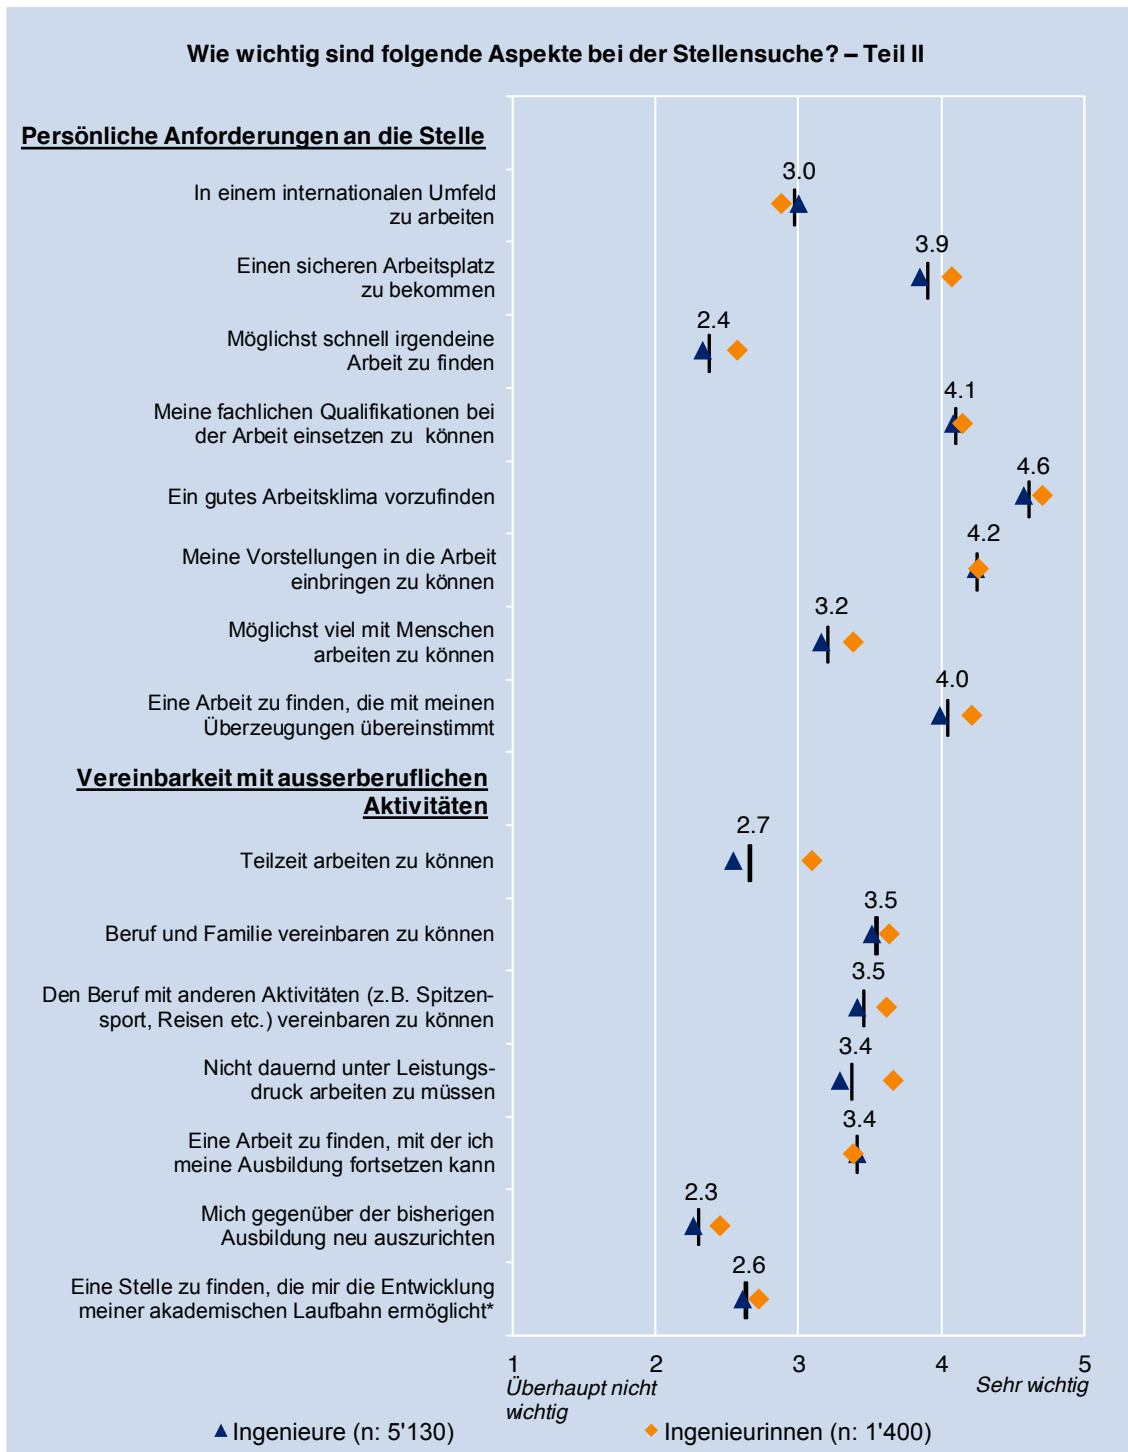 Wie wichtig sind folgende Aspekte bei der Stellensuche? – Teil II
Persönliche Anforderungen an die Stelle
In einem internationalen Umfeld
zu arbeiten
3.0
Einen sicheren Arbeitsplatz
zu bekommen
3.9
Möglichst schnell irgendeine
Arbeit zu finden
2.4
Meine fachlichen Qualifikationen bei
der Arbeit einsetzen zu können
4.1
Ein gutes Arbeitsklima vorzufinden
4.6
Meine Vorstellungen in die Arbeit
einbringen zu können
4.2
Möglichst viel mit Menschen
arbeiten zu können
3.2
Eine Arbeit zu finden, die mit meinen
Überzeugungen übereinstimmt
4.0
Vereinbarkeit mit ausserberuflichen
Aktivitäten
Teilzeit arbeiten zu können
2.7
Beruf und Familie vereinbaren zu können
3.5
Den Beruf mit anderen Aktivitäten (z.B. Spitzen-
sport, Reisen etc.) vereinbaren zu können
3.5
Nicht dauernd unter Leistungs-
druck arbeiten zu müssen
3.4
Eine Arbeit zu finden, mit der ich
meine Ausbildung fortsetzen kann
3.4
Mich gegenüber der bisherigen
Ausbildung neu auszurichten
2.3
Eine Stelle zu finden, die mir die Entwicklung
meiner akademischen Laufbahn ermöglicht*
2.6
1 2 3 4 5
Überhaupt nicht
wichtig
Sehr wichtig
Ingenieure (n: 5'130) Ingenieurinnen (n: 1'400)